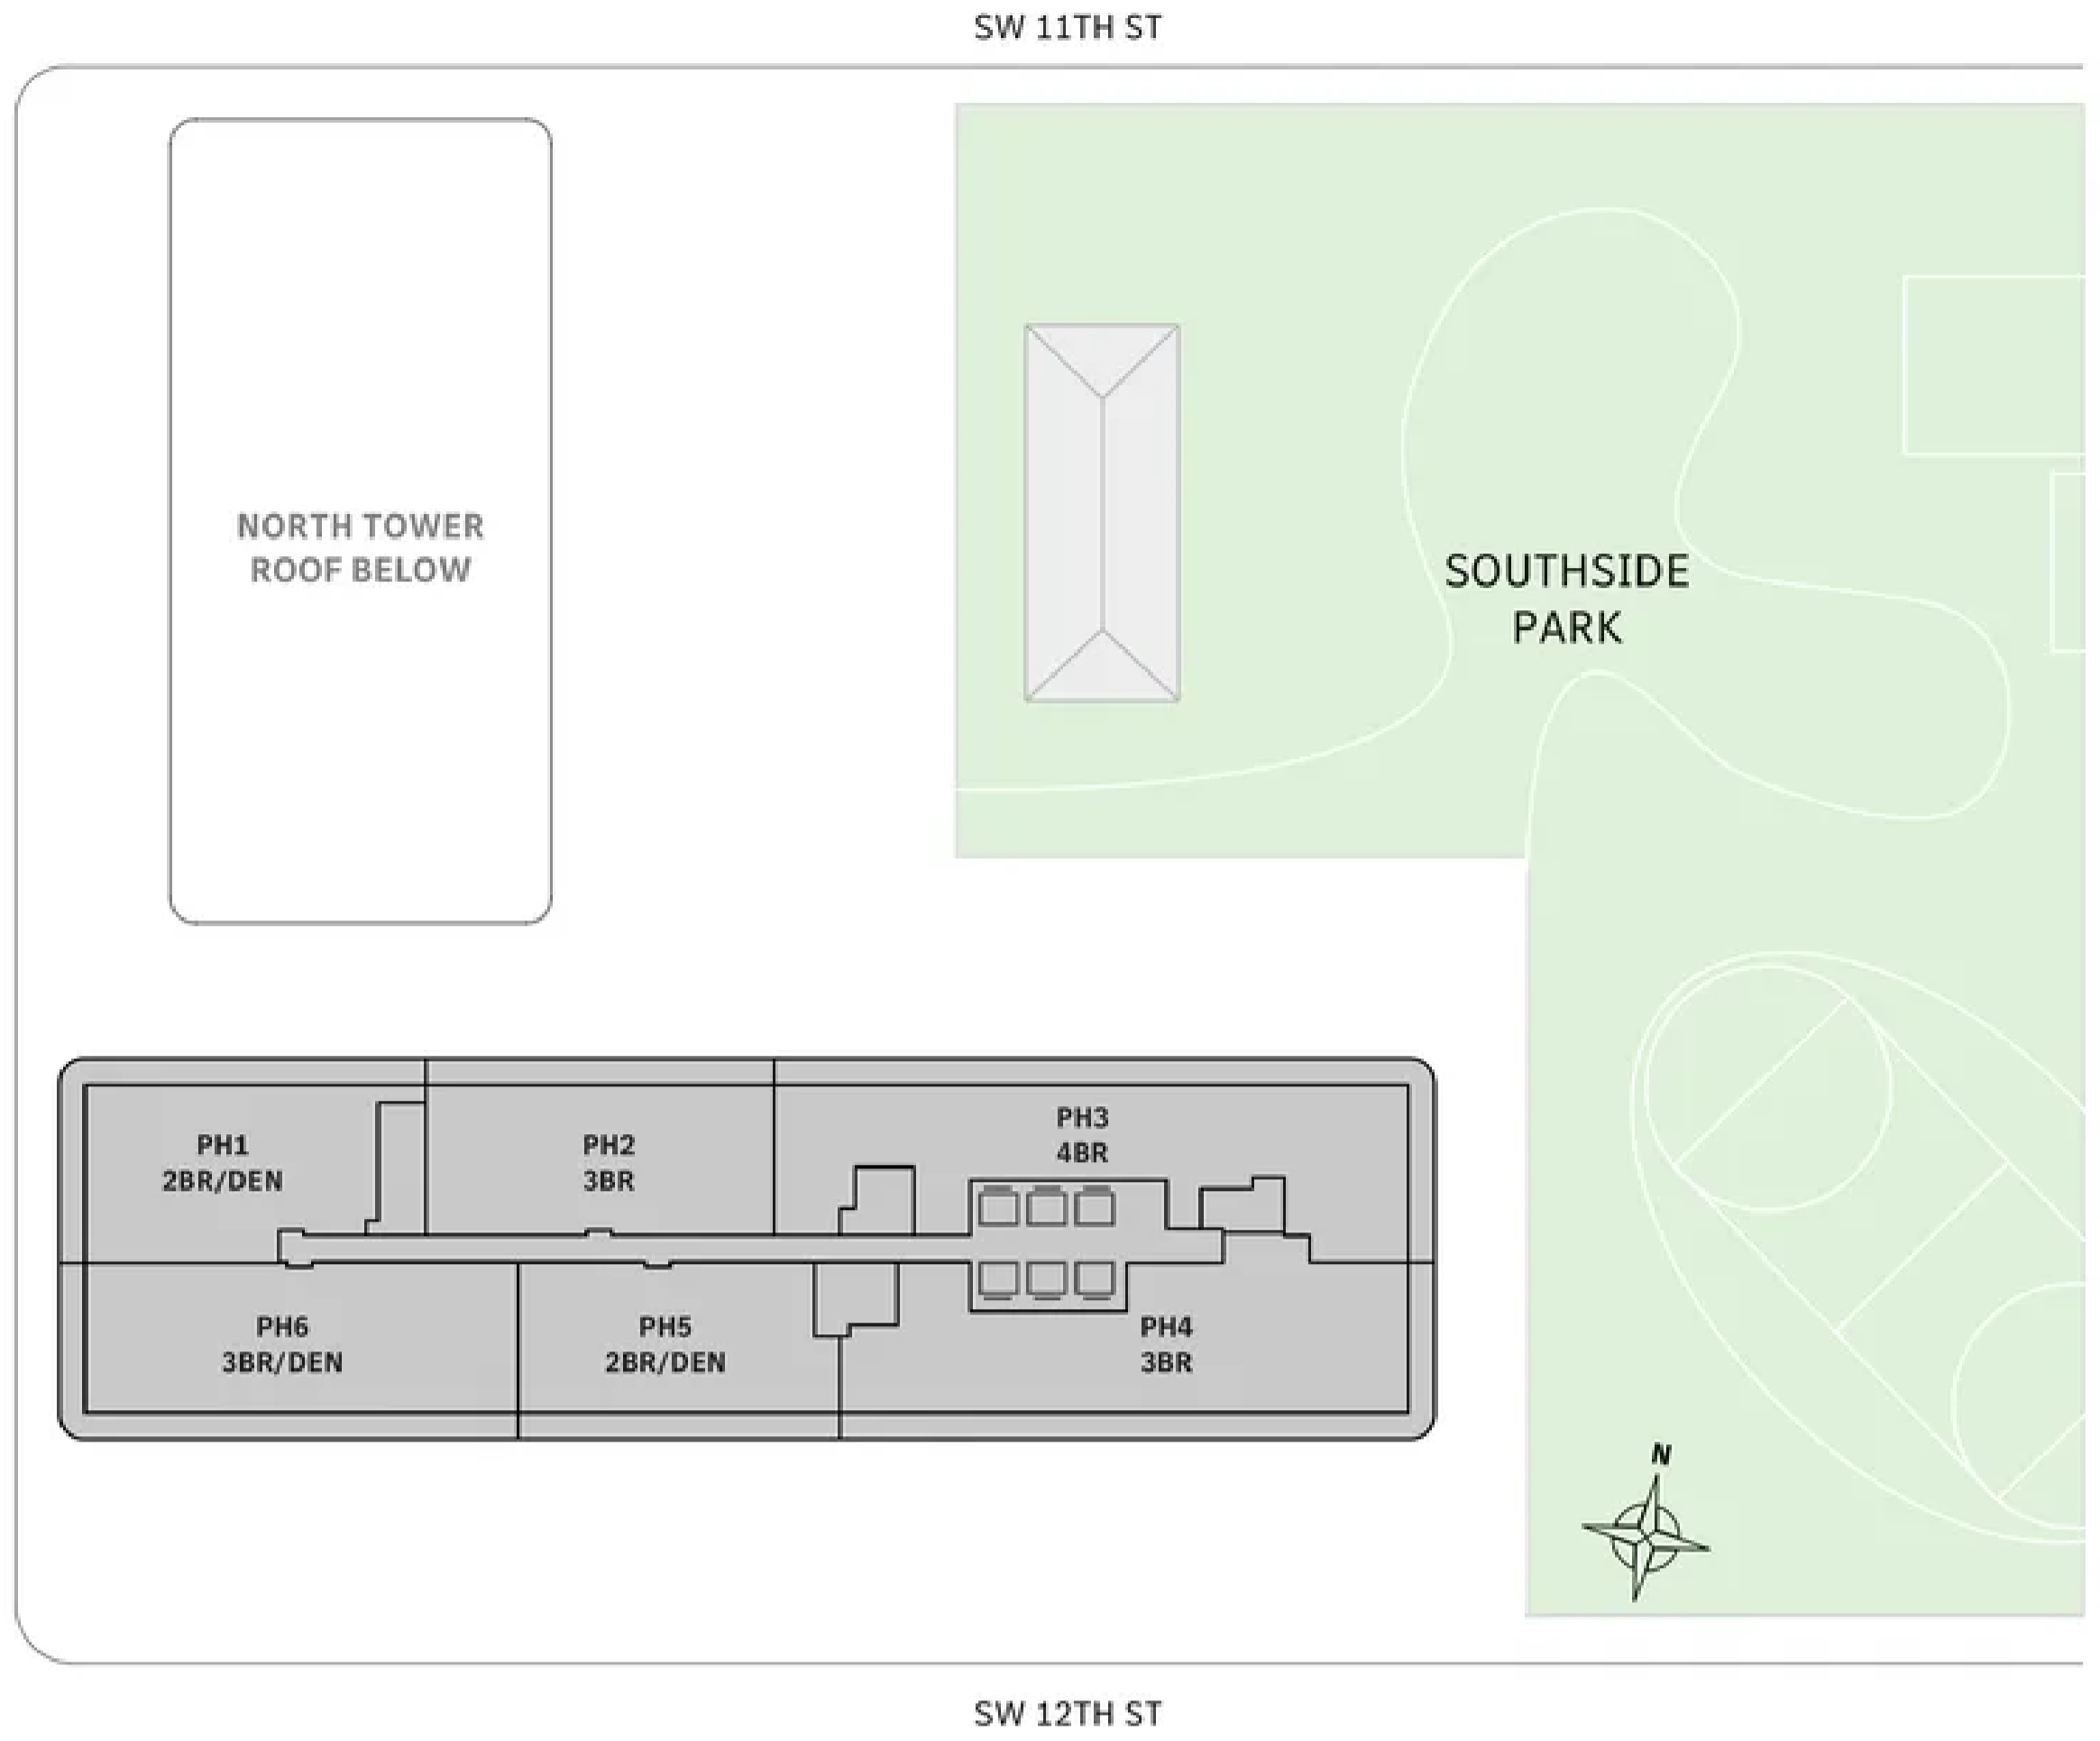 SW 11TH ST
NORTH TOWER
ROOF BELOW
SOUTHSIDE
PARK
PH1
2BR/DEN
PH2
3BR
PH3
4BR
PH6
3BR/DEN
PH5
2BR/DEN
PH4
3BR
N
SW 12TH ST